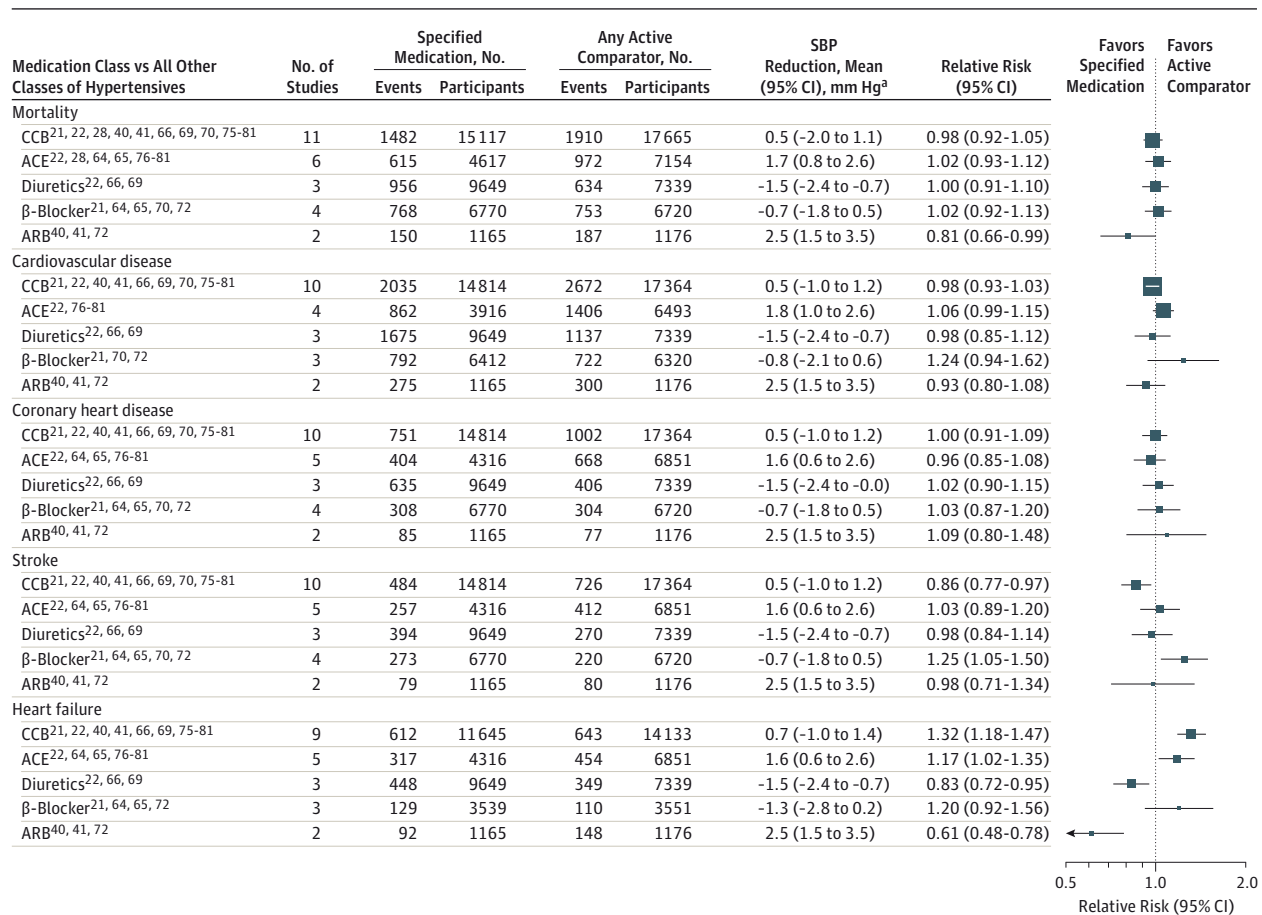 Medication Class vs All Other Classes of Hypertensives | No. of Studies | Specified Medication, No. Events | Specified Medication, No. Participants | Any Active Comparator, No. Events | Any Active Comparator, No. Participants | SBP Reduction, Mean (95% CI), mm Hgᵃ | Relative Risk (95% CI) | Favors Specified Medication | Favors Active Comparator
Mortality
CCB21, 22, 28, 40, 41, 66, 69, 70, 75-81 11 1482 15117 1910 17665 0.5 (-2.0 to 1.1) 0.98 (0.92-1.05)
ACE22, 28, 64, 65, 76-81 6 615 4617 972 7154 1.7 (0.8 to 2.6) 1.02 (0.93-1.12)
Diuretics22, 66, 69 3 956 9649 634 7339 -1.5 (-2.4 to -0.7) 1.00 (0.91-1.10)
β-Blocker21, 64, 65, 70, 72 4 768 6770 753 6720 -0.7 (-1.8 to 0.5) 1.02 (0.92-1.13)
ARB40, 41, 72 2 150 1165 187 1176 2.5 (1.5 to 3.5) 0.81 (0.66-0.99)
Cardiovascular disease
CCB21, 22, 40, 41, 66, 69, 70, 75-81 10 2035 14814 2672 17364 0.5 (-1.0 to 1.2) 0.98 (0.93-1.03)
ACE22, 76-81 4 862 3916 1406 6493 1.8 (1.0 to 2.6) 1.06 (0.99-1.15)
Diuretics22, 66, 69 3 1675 9649 1137 7339 -1.5 (-2.4 to -0.7) 0.98 (0.85-1.12)
β-Blocker21, 70, 72 3 792 6412 722 6320 -0.8 (-2.1 to 0.6) 1.24 (0.94-1.62)
ARB40, 41, 72 2 275 1165 300 1176 2.5 (1.5 to 3.5) 0.93 (0.80-1.08)
Coronary heart disease
CCB21, 22, 40, 41, 66, 69, 70, 75-81 10 751 14814 1002 17364 0.5 (-1.0 to 1.2) 1.00 (0.91-1.09)
ACE22, 64, 65, 76-81 5 404 4316 668 6851 1.6 (0.6 to 2.6) 0.96 (0.85-1.08)
Diuretics22, 66, 69 3 635 9649 406 7339 -1.5 (-2.4 to -0.0) 1.02 (0.90-1.15)
β-Blocker21, 64, 65, 70, 72 4 308 6770 304 6720 -0.7 (-1.8 to 0.5) 1.03 (0.87-1.20)
ARB40, 41, 72 2 85 1165 77 1176 2.5 (1.5 to 3.5) 1.09 (0.80-1.48)
Stroke
CCB21, 22, 40, 41, 66, 69, 70, 75-81 10 484 14814 726 17364 0.5 (-1.0 to 1.2) 0.86 (0.77-0.97)
ACE22, 64, 65, 76-81 5 257 4316 412 6851 1.6 (0.6 to 2.6) 1.03 (0.89-1.20)
Diuretics22, 66, 69 3 394 9649 270 7339 -1.5 (-2.4 to -0.7) 0.98 (0.84-1.14)
β-Blocker21, 64, 65, 70, 72 4 273 6770 220 6720 -0.7 (-1.8 to 0.5) 1.25 (1.05-1.50)
ARB40, 41, 72 2 79 1165 80 1176 2.5 (1.5 to 3.5) 0.98 (0.71-1.34)
Heart failure
CCB21, 22, 40, 41, 66, 69, 75-81 9 612 11645 643 14133 0.7 (-1.0 to 1.4) 1.32 (1.18-1.47)
ACE22, 64, 65, 76-81 5 317 4316 454 6851 1.6 (0.6 to 2.6) 1.17 (1.02-1.35)
Diuretics22, 66, 69 3 448 9649 349 7339 -1.5 (-2.4 to -0.7) 0.83 (0.72-0.95)
β-Blocker21, 64, 65, 72 3 129 3539 110 3551 -1.3 (-2.8 to 0.2) 1.20 (0.92-1.56)
ARB40, 41, 72 2 92 1165 148 1176 2.5 (1.5 to 3.5) 0.61 (0.48-0.78)
0.5 1.0 2.0
Relative Risk (95% CI)